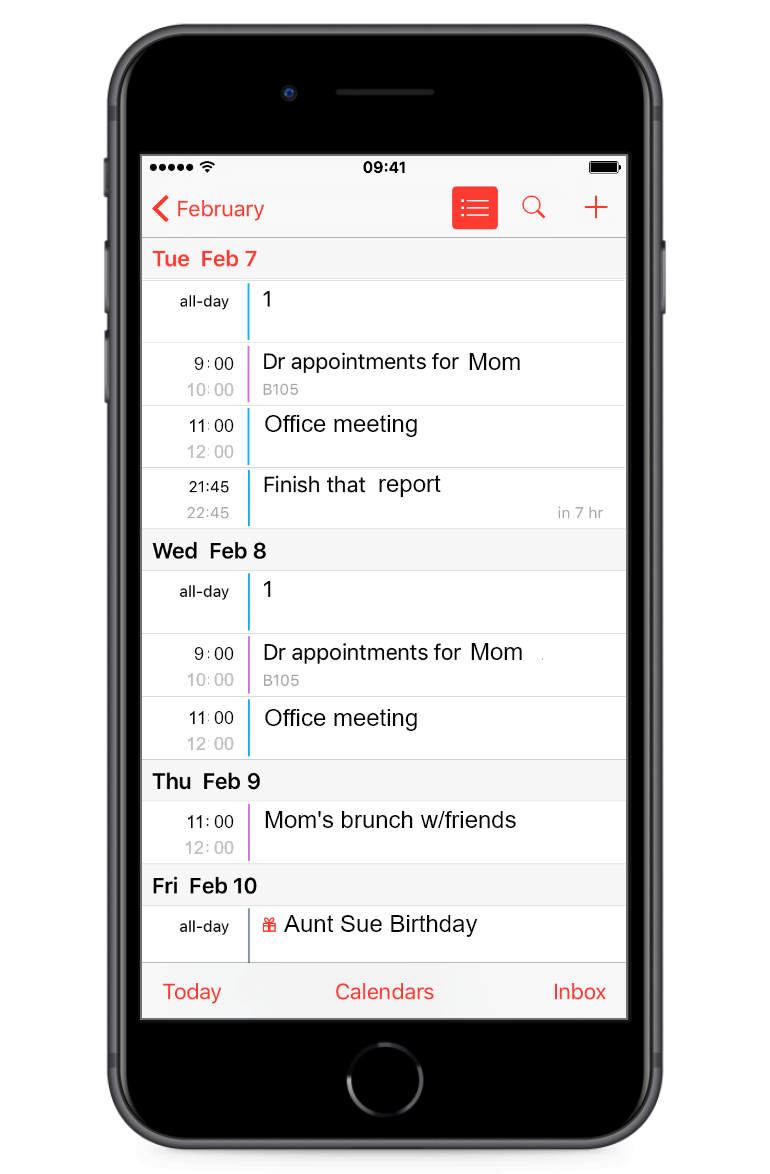 09:41
February
Tue Feb 7
all-day 1
9:00 Dr appointments for Mom
10:00 B105
11:00 Office meeting
12:00
21:45 Finish that report
22:45 in 7 hr
Wed Feb 8
all-day 1
9:00 Dr appointments for Mom
10:00 B105
11:00 Office meeting
12:00
Thu Feb 9
11:00 Mom's brunch w/friends
12:00
Fri Feb 10
all-day Aunt Sue Birthday
Today Calendars Inbox